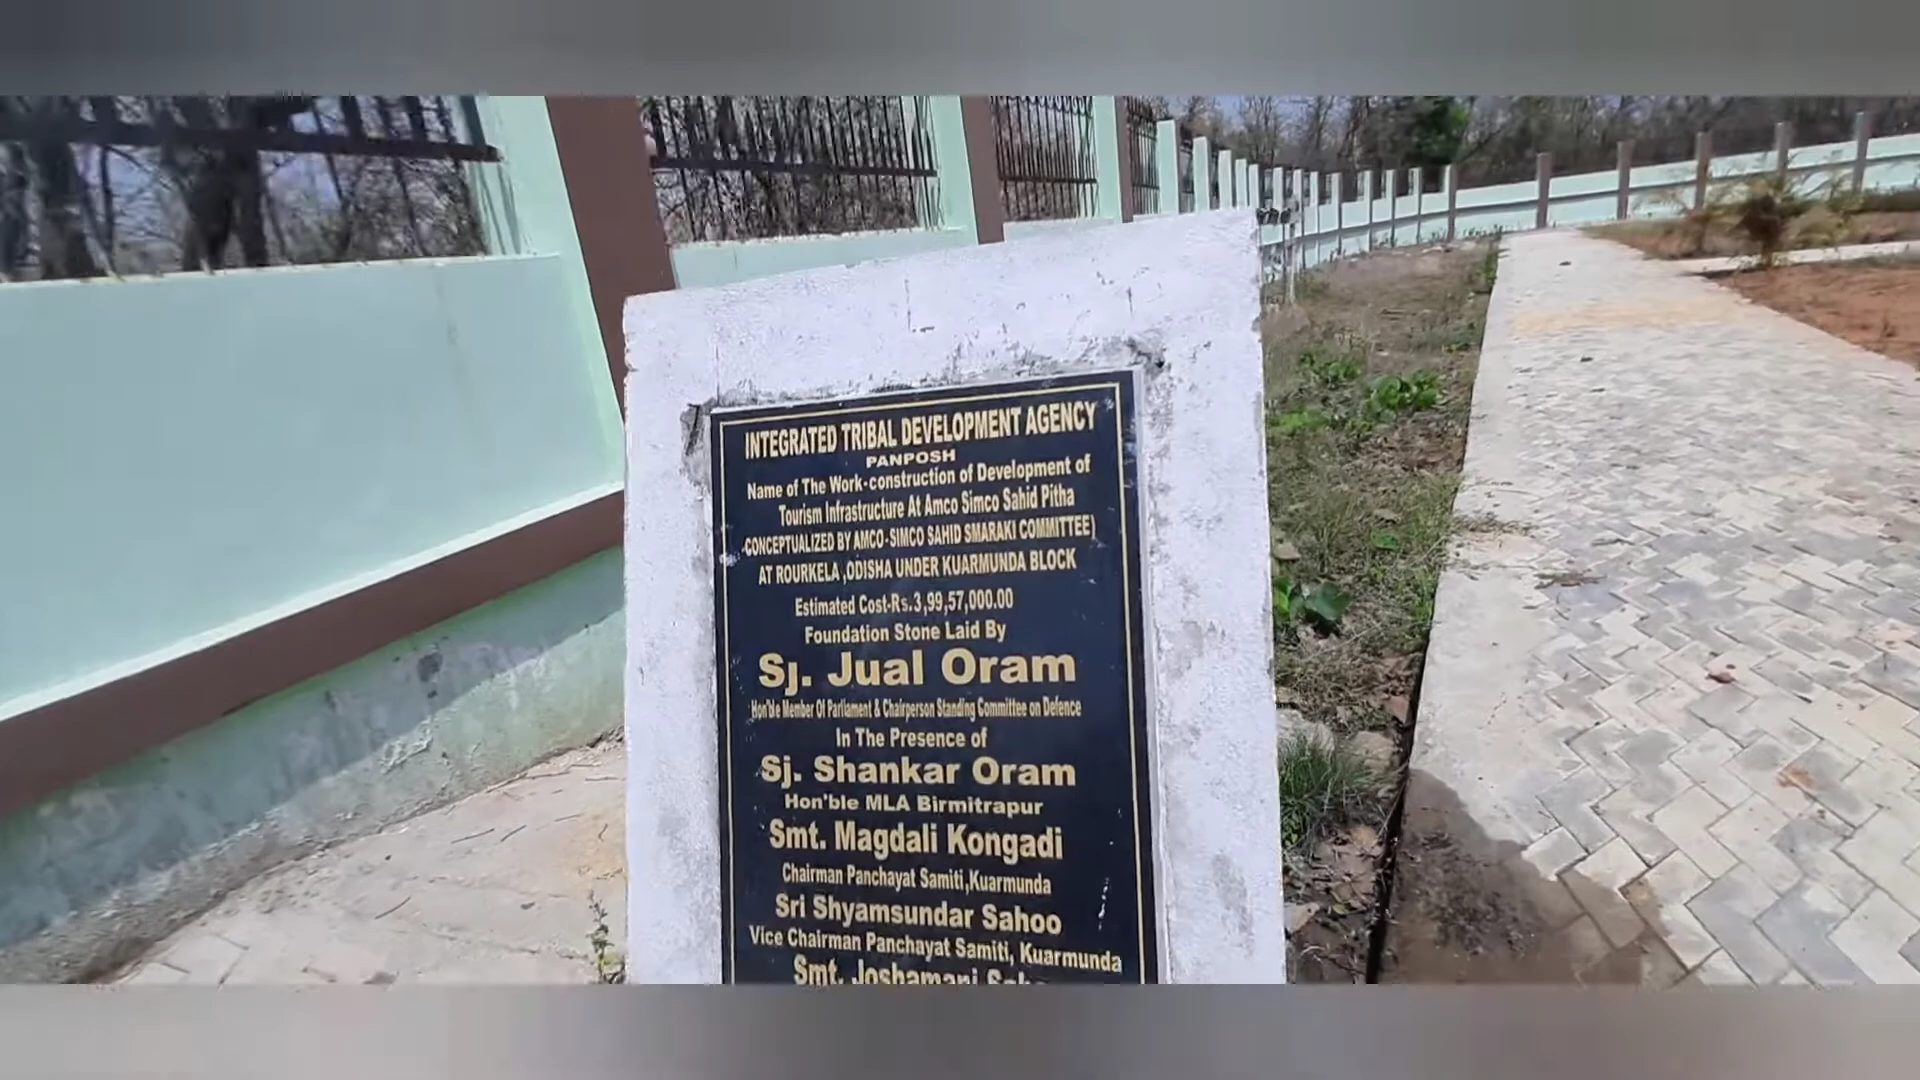 INTEGRATED TRIBAL DEVELOPMENT AGENCY
PANPOSH
Name of The Work-construction of Development of
Tourism Infrastructure At Amco Simco Sahid Pitha
CONCEPTUALIZED BY AMCO-SIMCO SAHID SMARAKI COMMITTEE)
AT ROURKELA ,ODISHA UNDER KUARMUNDA BLOCK
Estimated Cost-Rs.3,99,57,000.00
Foundation Stone Laid By
Sj. Jual Oram
Hon'ble Member Of Parliament & Chairperson Standing Committee on Defence
In The Presence of
Sj. Shankar Oram
Hon'ble MLA Birmitrapur
Smt. Magdali Kongadi
Chairman Panchayat Samiti,Kuarmunda
Sri Shyamsundar Sahoo
Vice Chairman Panchayat Samiti, Kuarmunda
Smt. Joshamani